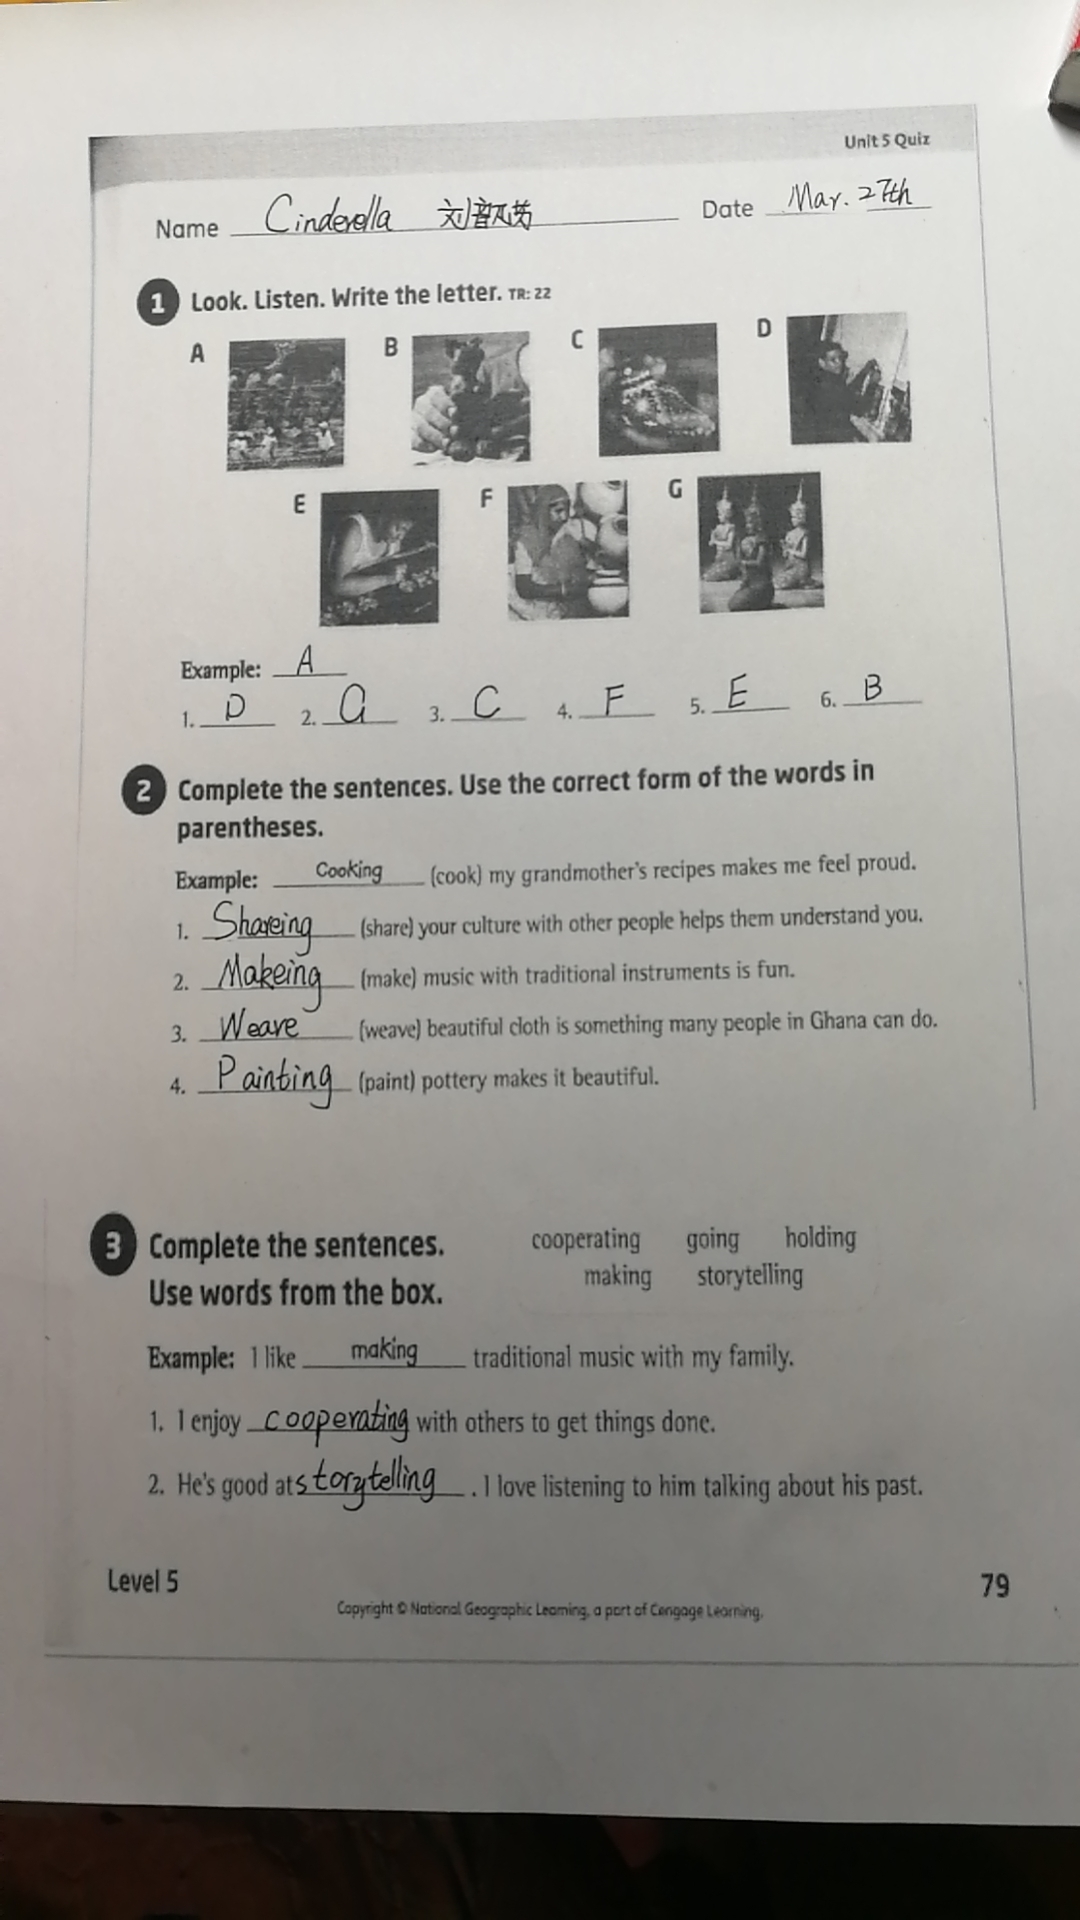 Unit 5 Quiz
Name Cinderella 刘韵芸 Date Mar. 27th
1 Look. Listen. Write the letter. TR: 22
A B C D
E F G
Example: A
1. D 2. G 3. C 4. F 5. E 6. B
2 Complete the sentences. Use the correct form of the words in
parentheses.
Example: Cooking (cook) my grandmother's recipes makes me feel proud.
1. Shareing (share) your culture with other people helps them understand you.
2. Makeing (make) music with traditional instruments is fun.
3. Weave (weave) beautiful cloth is something many people in Ghana can do.
4. Painting (paint) pottery makes it beautiful.
3 Complete the sentences. cooperating going holding
Use words from the box. making storytelling
Example: I like making traditional music with my family.
1. I enjoy cooperating with others to get things done.
2. He's good at storytelling. I love listening to him talking about his past.
Level 5 79
Copyright © National Geographic Learning, a part of Cengage Learning.